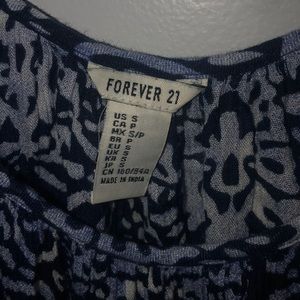 FOREVER 21
US S
CA P
MX S/P
BR P
EU S
UK S
KR S
JP S
CN 160/84A
MADE IN INDIA